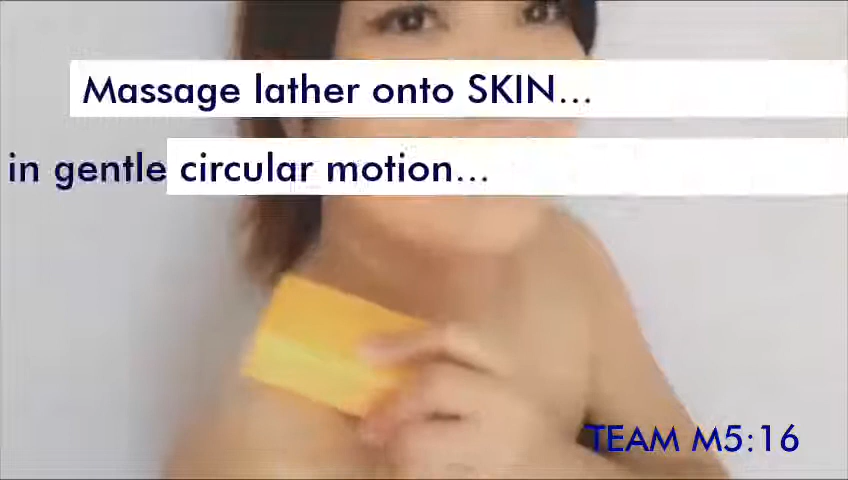 Massage lather onto SKIN...
in gentle circular motion...
TEAM M5:16